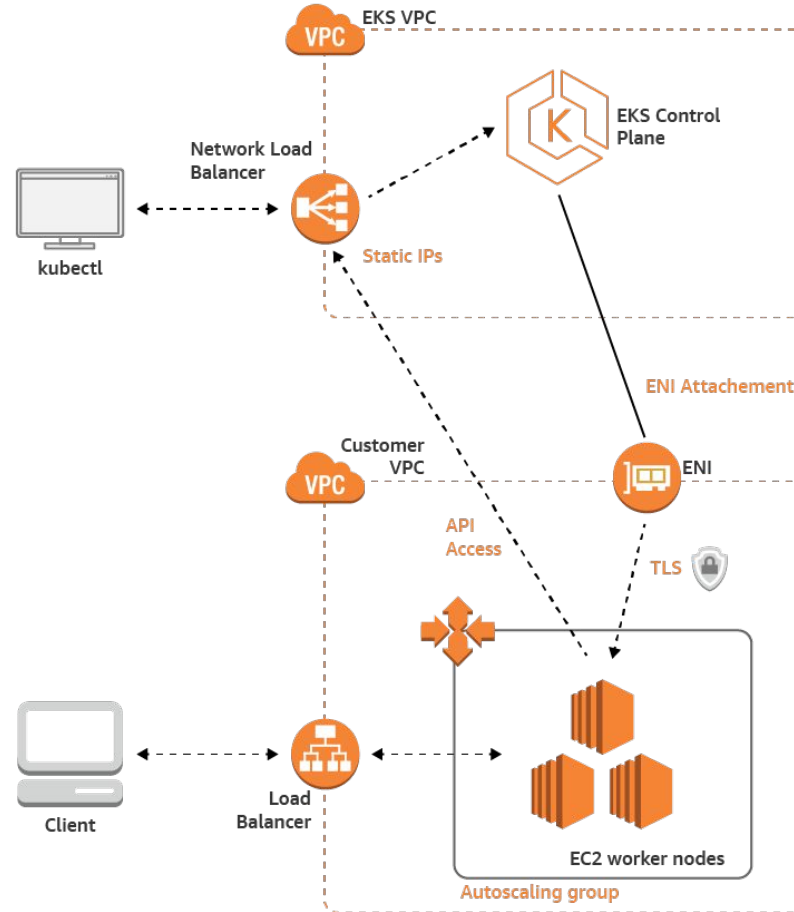 VPC
EKS VPC
EKS Control
Plane
Network Load
Balancer
kubectl
Static IPs
ENI Attachement
Customer
VPC
VPC
ENI
API
Access
TLS
Client
Load
Balancer
EC2 worker nodes
Autoscaling group
K